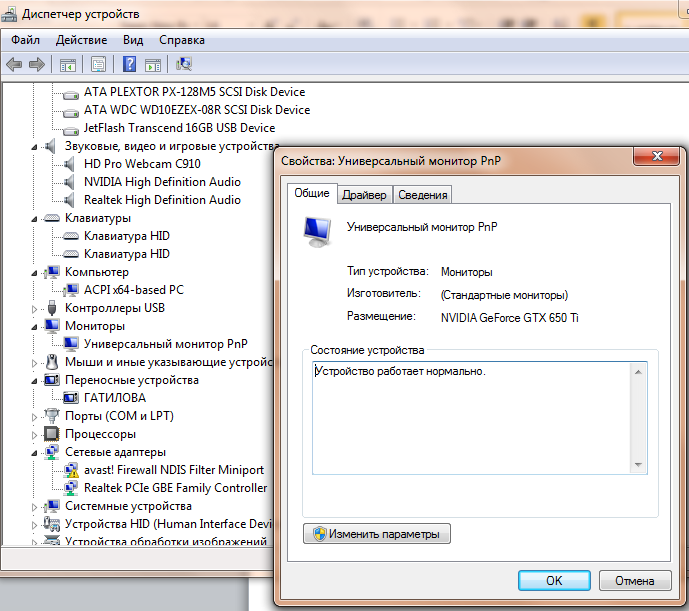 Диспетчер устройств
Файл Действие Вид Справка
ATA PLEXTOR PX-128M5 SCSI Disk Device
ATA WDC WD10EZEX-08R SCSI Disk Device
JetFlash Transcend 16GB USB Device
Звуковые, видео и игровые устройства
HD Pro Webcam C910
NVIDIA High Definition Audio
Realtek High Definition Audio
Клавиатуры
Клавиатура HID
Клавиатура HID
Компьютер
ACPI x64-based PC
Контроллеры USB
Мониторы
Универсальный монитор PnP
Мыши и иные указывающие устройс
Переносные устройства
ГАТИЛОВА
Порты (COM и LPT)
Процессоры
Сетевые адаптеры
avast! Firewall NDIS Filter Miniport
Realtek PCIe GBE Family Controller
Системные устройства
Устройства HID (Human Interface Devi
Устройства обработки изображений
Свойства: Универсальный монитор PnP
Общие Драйвер Сведения
Универсальный монитор PnP
Тип устройства: Мониторы
Изготовитель: (Стандартные мониторы)
Размещение: NVIDIA GeForce GTX 650 Ti
Состояние устройства
Устройство работает нормально.
Изменить параметры
OK Отмена